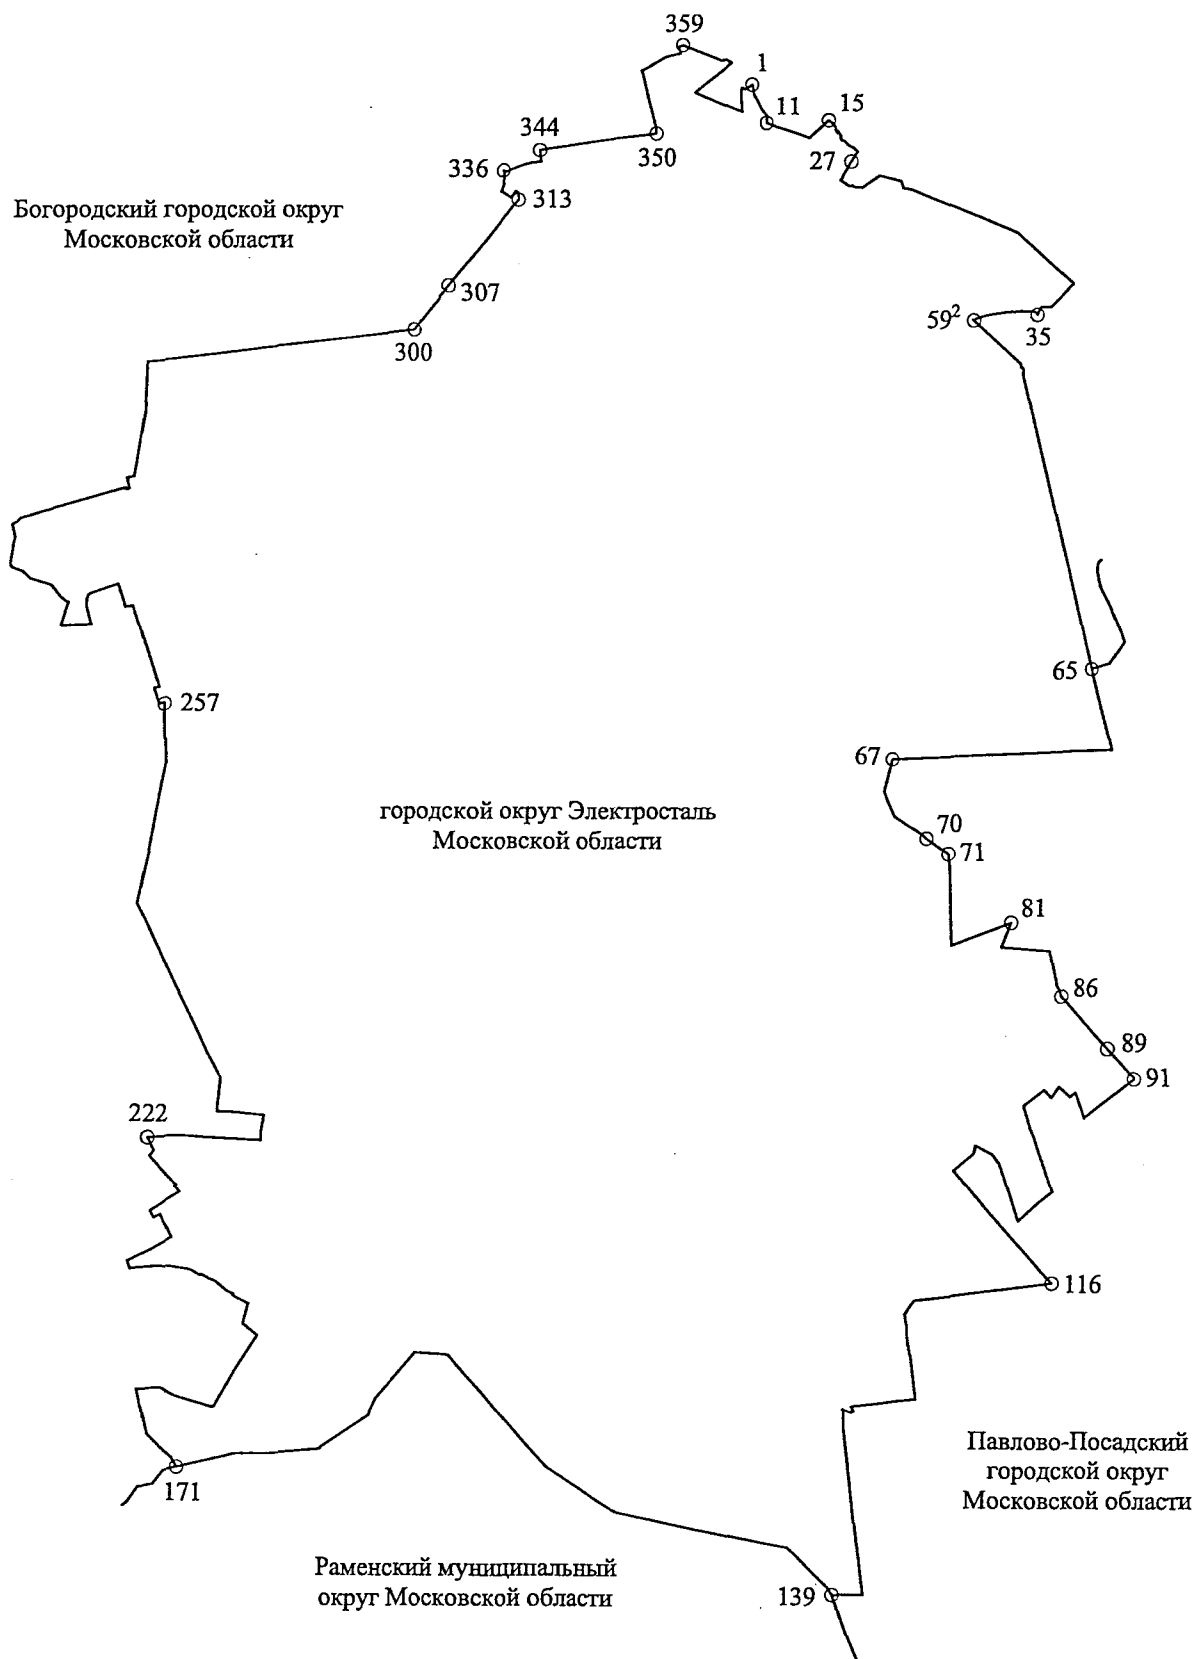 359
1
11
15
344
350
27
336
313
Богородский городской округ
Московской области
307
59²
35
300
65
257
67
городской округ Электросталь
Московской области
70
71
81
86
89
91
222
116
Павлово-Посадский
городской округ
Московской области
171
Раменский муниципальный
округ Московской области
139